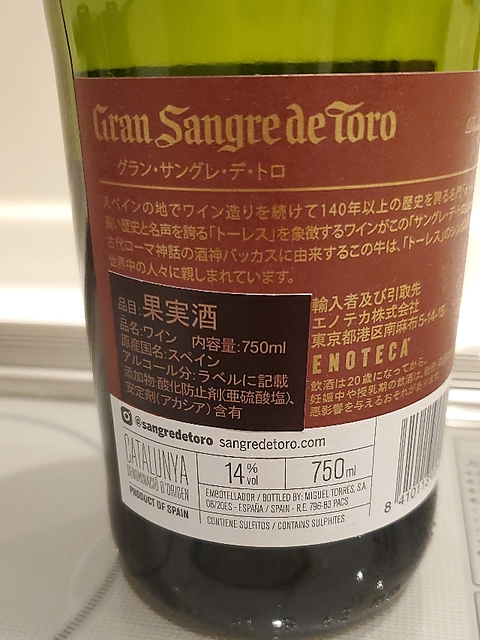 Gran Sangre de Toro
グラン・サングレ・デ・トロ
スペインの地でワイン造りを続けて140年以上の歴史を誇る名門
長い歴史と名声を誇る「トーレス」を象徴するワインがこの「サングレ・デ・トロ
古代ローマ神話の酒神バッカスに由来するこの牛は、「トーレス」の
世界中の人々に親しまれています。
品目:果実酒
品名:ワイン 内容量:750ml
原産国名:スペイン
アルコール分:ラベルに記載
添加物:酸化防止剤(亜硫酸塩)、
安定剤(アカシア)含有
輸入者及び引取先
エノテカ株式会社
東京都港区南麻布5-14-15
ENOTECA
飲酒は20歳になってから。
妊娠中や授乳期の飲酒は、
悪影響を与えるおそれがあり
@sangredetoro sangredetoro.com
CATALUNYA
DENOMINACIÓ D'ORIGEN
PRODUCT OF SPAIN
14% vol
750ml
EMBOTELLADOR / BOTTLED BY: MIGUEL TORRES, S.A.
08720ES - ESPAÑA / SPAIN - R.E. 796-B3 PACS
CONTIENE SULFITOS / CONTAINS SULPHITES
8 410113